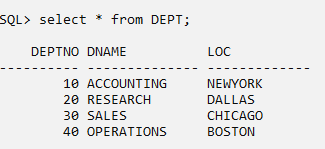 SQL> select * from DEPT;
DEPTNO DNAME LOC
---------- -------------- -------------
10 ACCOUNTING NEWYORK
20 RESEARCH DALLAS
30 SALES CHICAGO
40 OPERATIONS BOSTON